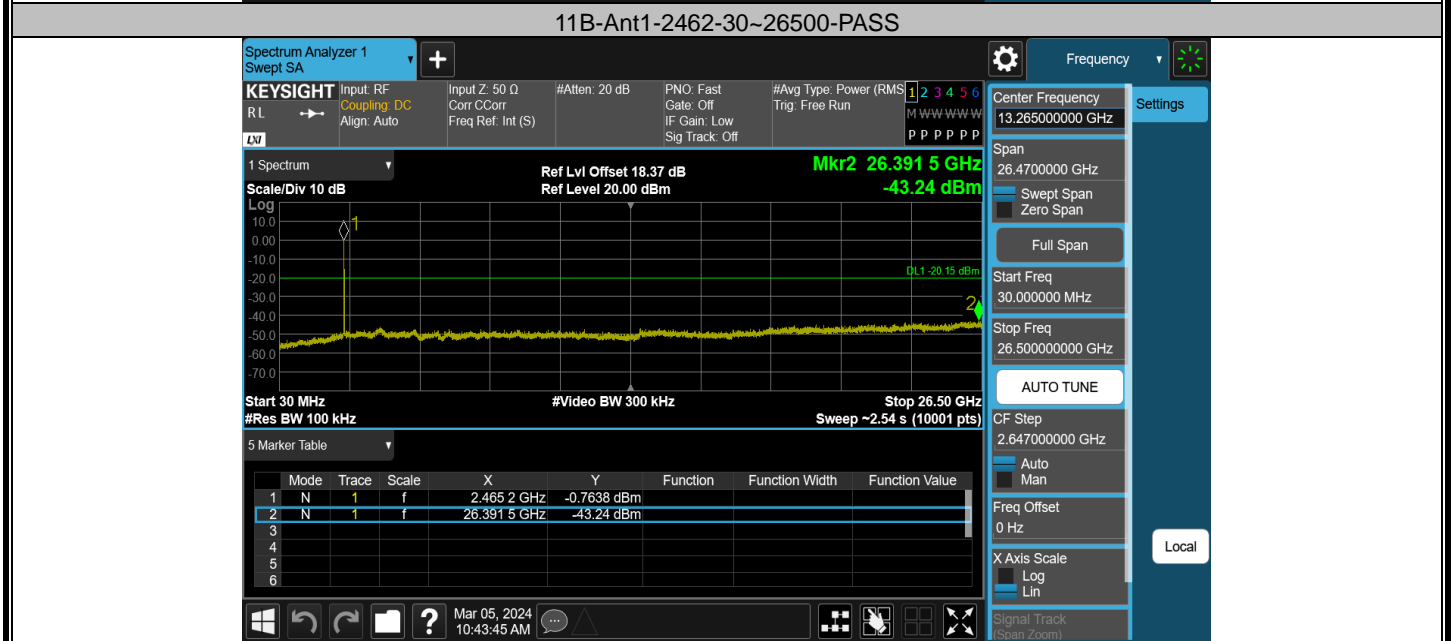 11B-Ant1-2462-30~26500-PASS
Spectrum Analyzer 1
Swept SA
Frequency
KEYSIGHT
RL
LXI
Input: RF
Coupling: DC
Align: Auto
Input Z: 50 Ω
Corr CCorr
Freq Ref: Int (S)
#Atten: 20 dB
PNO: Fast
Gate: Off
IF Gain: Low
Sig Track: Off
#Avg Type: Power (RMS
Trig: Free Run
1 2 3 4 5 6
M W W W W W
P P P P P P
1 Spectrum
Scale/Div 10 dB
Ref Lvl Offset 18.37 dB
Ref Level 20.00 dBm
Mkr2 26.391 5 GHz
-43.24 dBm
Log
10.0
0.00
-10.0
-20.0
-30.0
-40.0
-50.0
-60.0
-70.0
1
DL1 -20.15 dBm
2
Start 30 MHz
#Video BW 300 kHz
Stop 26.50 GHz
#Res BW 100 kHz
Sweep ~2.54 s (10001 pts)
5 Marker Table
Mode Trace Scale X Y Function Function Width Function Value
1 N 1 f 2.465 2 GHz -0.7638 dBm
2 N 1 f 26.391 5 GHz -43.24 dBm
3
4
5
6
?
Mar 05, 2024
10:43:45 AM
Center Frequency
13.265000000 GHz
Settings
Span
26.4700000 GHz
Swept Span
Zero Span
Full Span
Start Freq
30.000000 MHz
Stop Freq
26.500000000 GHz
AUTO TUNE
CF Step
2.647000000 GHz
Auto
Man
Freq Offset
0 Hz
Local
X Axis Scale
Log
Lin
Signal Track
(Span Zoom)